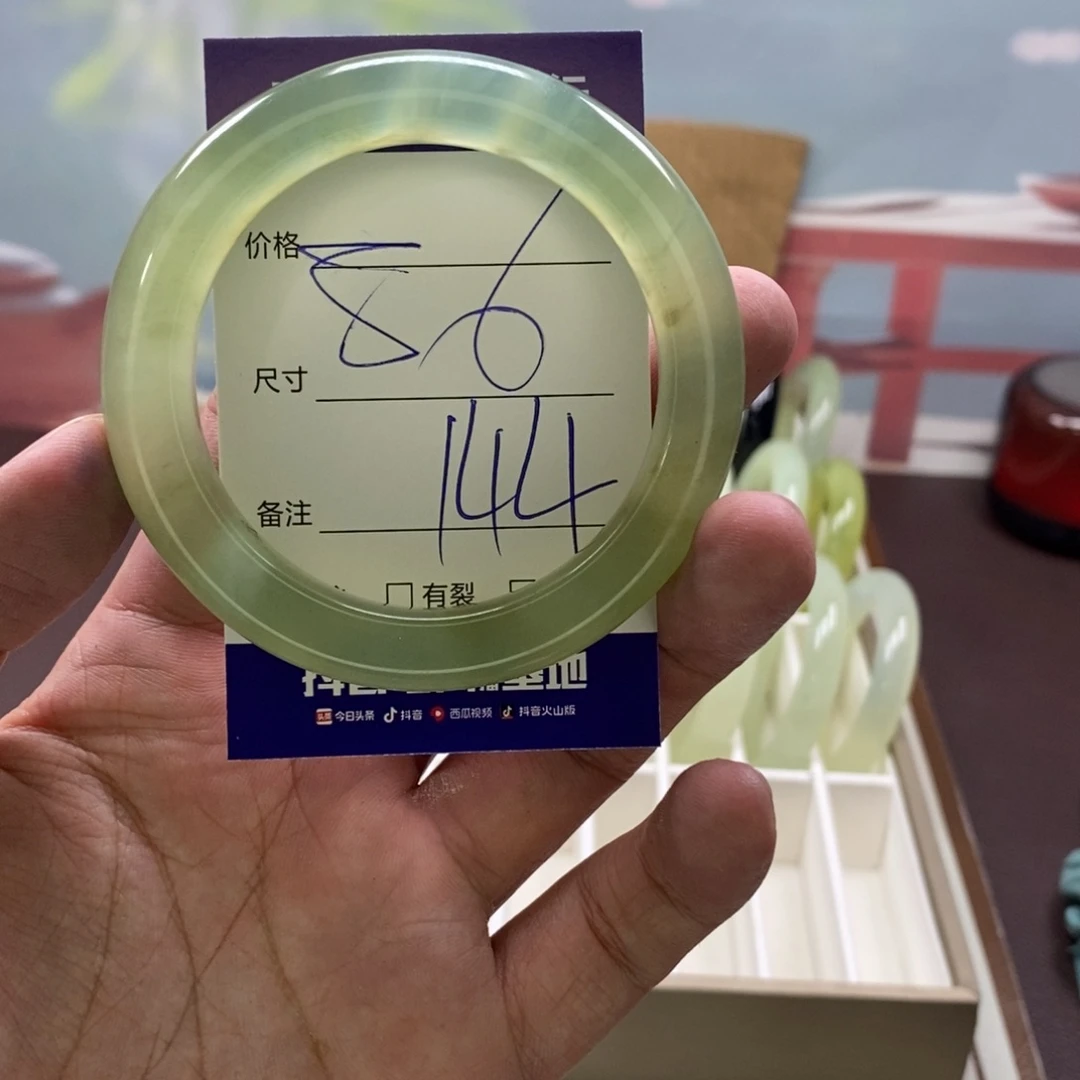 价格 86
尺寸
144
备注
有裂
今日头条 抖音 西瓜视频 抖音火山版